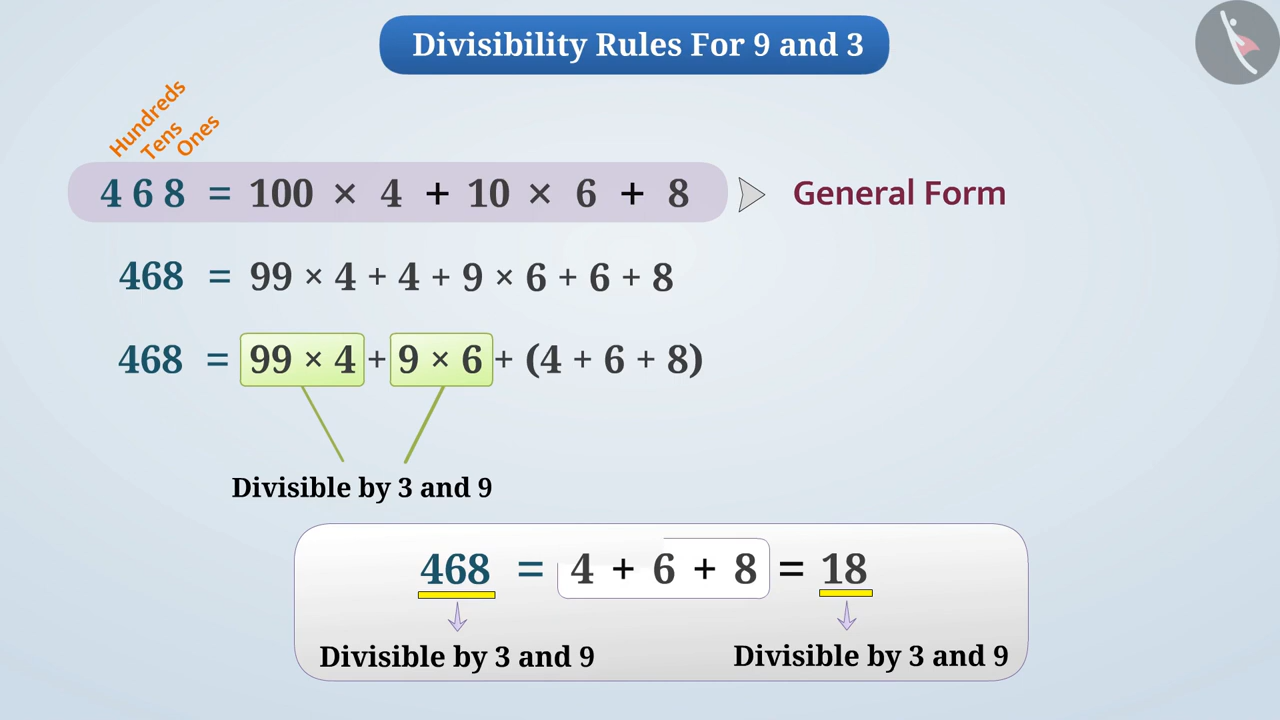 Divisibility Rules For 9 and 3
Hundreds
Tens
Ones
4 6 8 = 100 × 4 + 10 × 6 + 8
General Form
468 = 99 × 4 + 4 + 9 × 6 + 6 + 8
468 = 99 × 4 + 9 × 6 + (4 + 6 + 8)
Divisible by 3 and 9
468 = 4 + 6 + 8 = 18
Divisible by 3 and 9
Divisible by 3 and 9